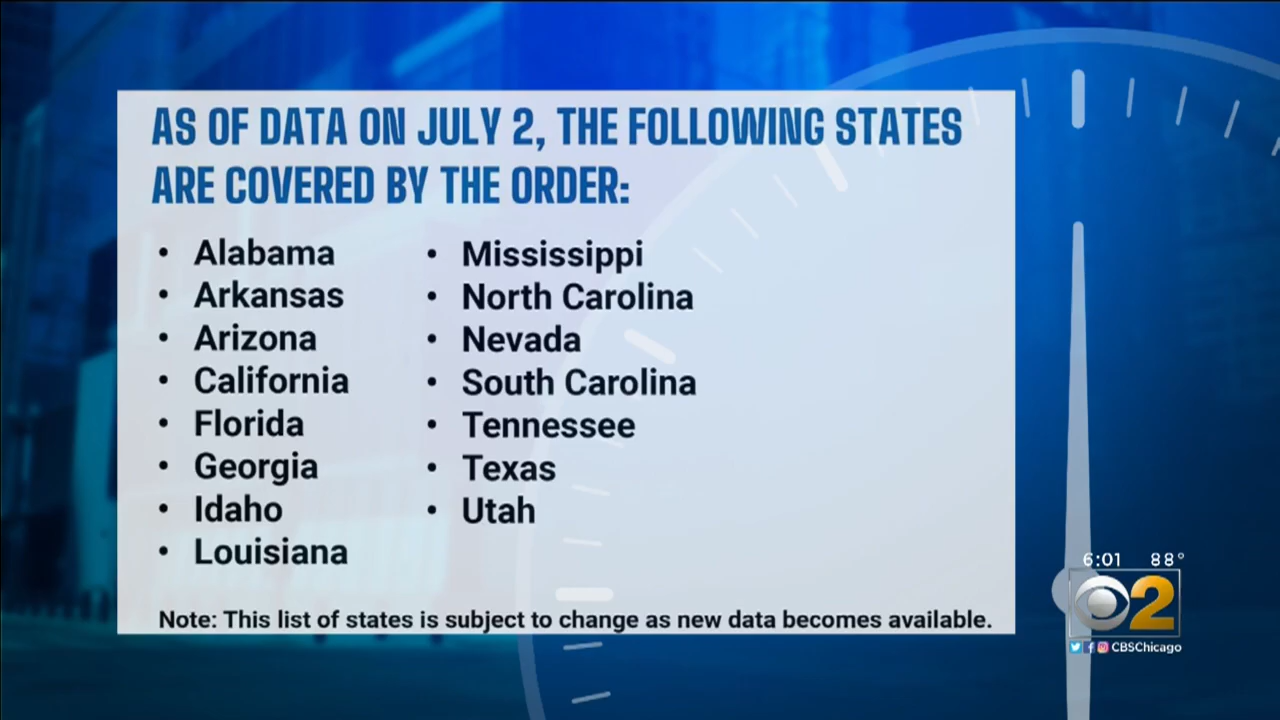 AS OF DATA ON JULY 2, THE FOLLOWING STATES
ARE COVERED BY THE ORDER:
• Alabama
• Arkansas
• Arizona
• California
• Florida
• Georgia
• Idaho
• Louisiana
• Mississippi
• North Carolina
• Nevada
• South Carolina
• Tennessee
• Texas
• Utah
Note: This list of states is subject to change as new data becomes available.
6:01 88°
2
CBSChicago